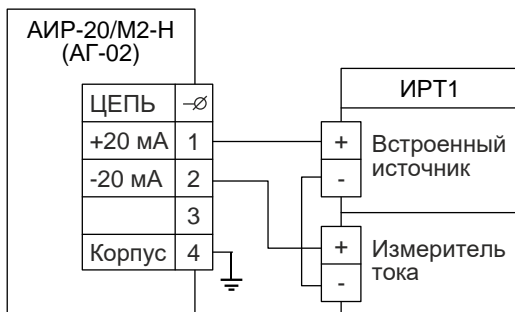 АИР-20/М2-Н
(АГ-02)
ЦЕПЬ
+20 мА 1
-20 мА 2
3
Корпус 4
ИРТ1
+ Встроенный
- источник
+ Измеритель
- тока